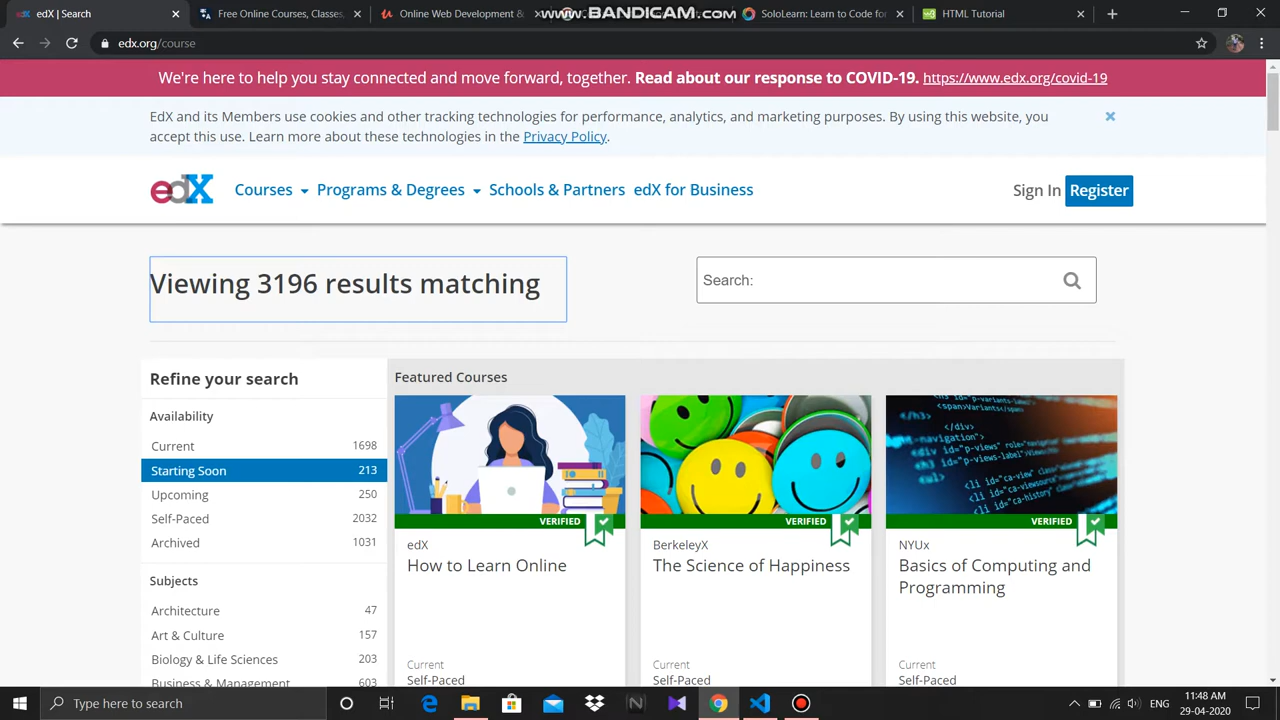 edX | Search
Free Online Courses, Classes,
Online Web Development &
www.BANDICAM.com
SoloLearn: Learn to Code for
HTML Tutorial
edx.org/course
We're here to help you stay connected and move forward, together. Read about our response to COVID-19. https://www.edx.org/covid-19
EdX and its Members use cookies and other tracking technologies for performance, analytics, and marketing purposes. By using this website, you
accept this use. Learn more about these technologies in the Privacy Policy.
edX Courses Programs & Degrees Schools & Partners edX for Business Sign In Register
Viewing 3196 results matching
Search:
Refine your search
Featured Courses
Availability
Current 1698
Starting Soon 213
Upcoming 250
Self-Paced 2032
Archived 1031
Subjects
Architecture 47
Art & Culture 157
Biology & Life Sciences 203
Business & Management 603
VERIFIED
edX
How to Learn Online
Current
Self-Paced
VERIFIED
BerkeleyX
The Science of Happiness
Current
Self-Paced
</h3>
<span>Variants</span>
</div>
VERIFIED
NYUx
Basics of Computing and
Programming
Current
Self-Paced
Type here to search
ENG
11:48 AM
29-04-2020